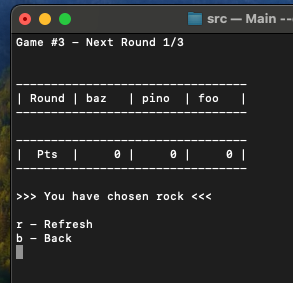 src — Main --
Game #3 – Next Round 1/3
---------------------------------
| Round | baz   | pino  | foo   |
---------------------------------
---------------------------------
|  Pts  |     0 |     0 |     0 |
---------------------------------
>>> You have chosen rock <<<
r – Refresh
b – Back